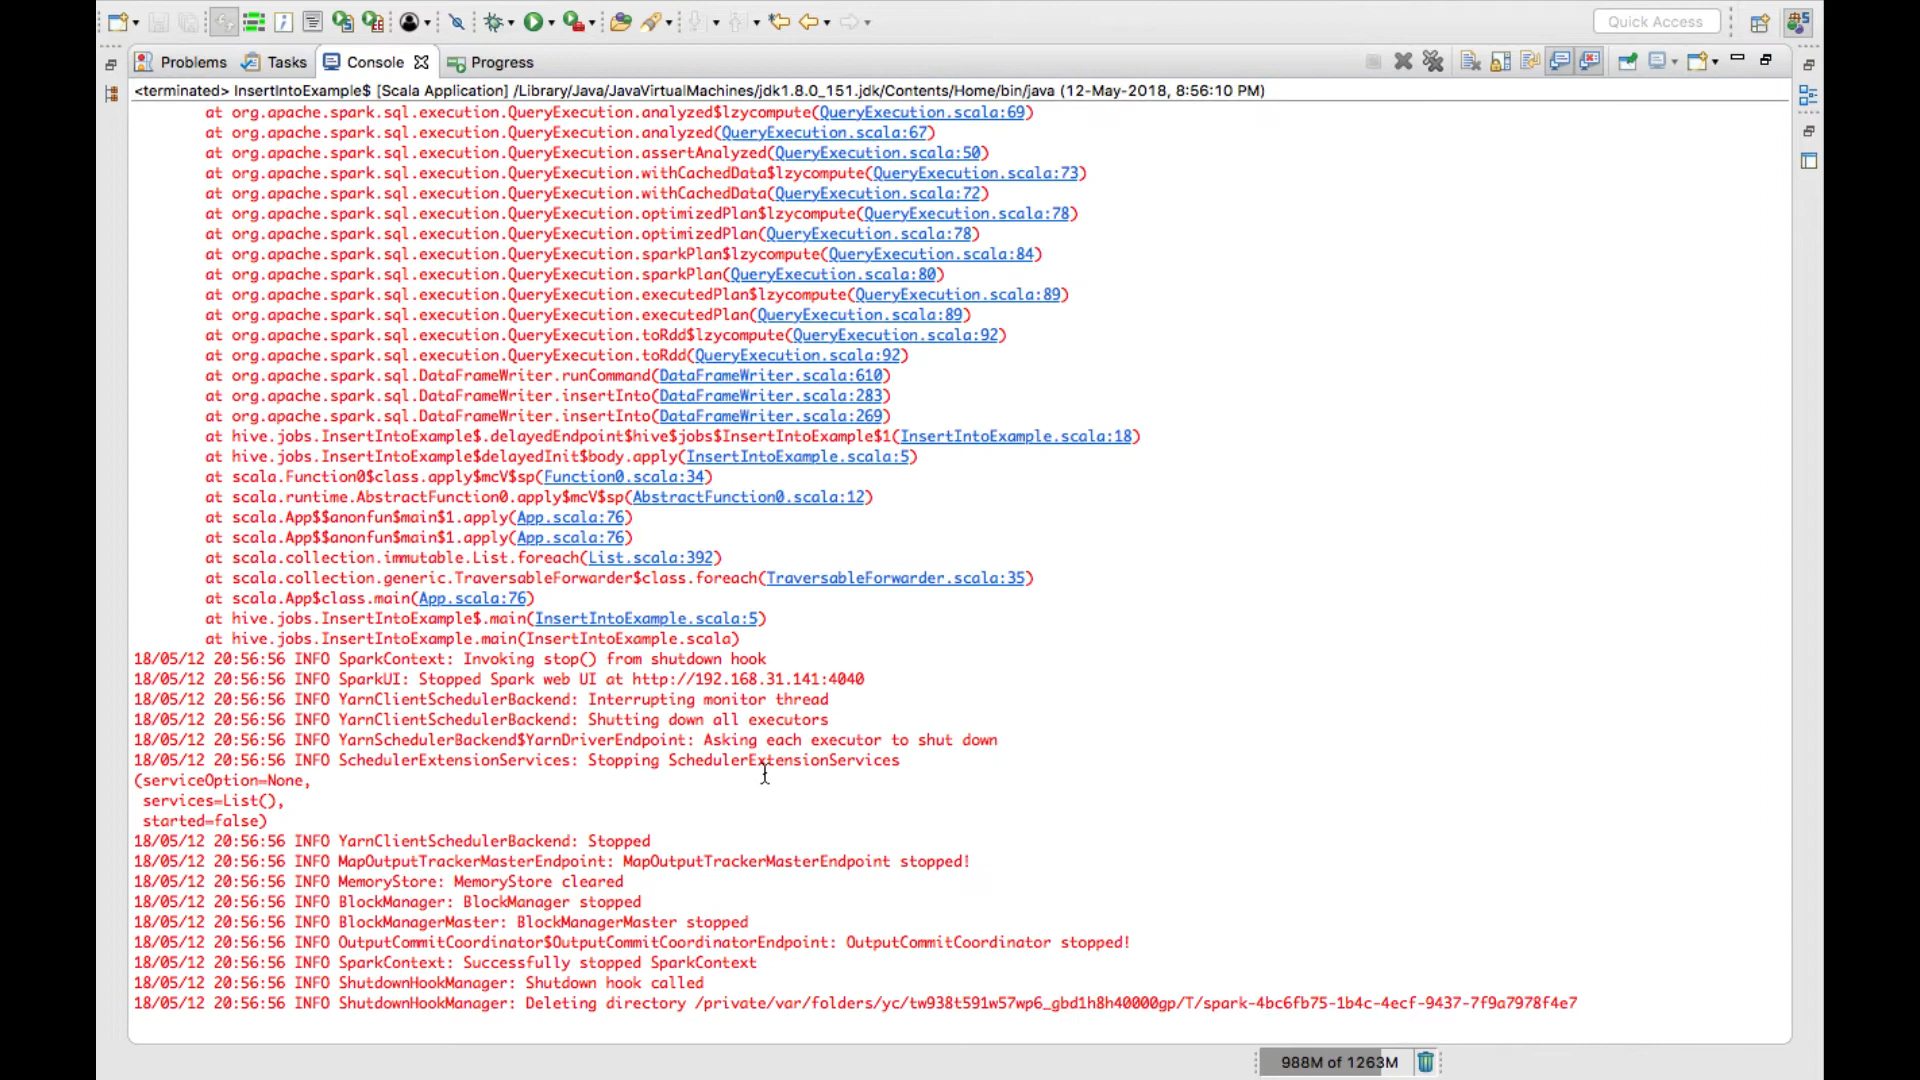 Quick Access
Problems Tasks Console Progress
<terminated> InsertIntoExample$ [Scala Application] /Library/Java/JavaVirtualMachines/jdk1.8.0_151.jdk/Contents/Home/bin/java (12-May-2018, 8:56:10 PM)
at org.apache.spark.sql.execution.QueryExecution.analyzed$lzycompute(QueryExecution.scala:69)
at org.apache.spark.sql.execution.QueryExecution.analyzed(QueryExecution.scala:67)
at org.apache.spark.sql.execution.QueryExecution.assertAnalyzed(QueryExecution.scala:50)
at org.apache.spark.sql.execution.QueryExecution.withCachedData$lzycompute(QueryExecution.scala:73)
at org.apache.spark.sql.execution.QueryExecution.withCachedData(QueryExecution.scala:72)
at org.apache.spark.sql.execution.QueryExecution.optimizedPlan$lzycompute(QueryExecution.scala:78)
at org.apache.spark.sql.execution.QueryExecution.optimizedPlan(QueryExecution.scala:78)
at org.apache.spark.sql.execution.QueryExecution.sparkPlan$lzycompute(QueryExecution.scala:84)
at org.apache.spark.sql.execution.QueryExecution.sparkPlan(QueryExecution.scala:80)
at org.apache.spark.sql.execution.QueryExecution.executedPlan$lzycompute(QueryExecution.scala:89)
at org.apache.spark.sql.execution.QueryExecution.executedPlan(QueryExecution.scala:89)
at org.apache.spark.sql.execution.QueryExecution.toRdd$lzycompute(QueryExecution.scala:92)
at org.apache.spark.sql.execution.QueryExecution.toRdd(QueryExecution.scala:92)
at org.apache.spark.sql.DataFrameWriter.runCommand(DataFrameWriter.scala:610)
at org.apache.spark.sql.DataFrameWriter.insertInto(DataFrameWriter.scala:283)
at org.apache.spark.sql.DataFrameWriter.insertInto(DataFrameWriter.scala:269)
at hive.jobs.InsertIntoExample$.delayedEndpoint$hive$jobs$InsertIntoExample$1(InsertIntoExample.scala:18)
at hive.jobs.InsertIntoExample$delayedInit$body.apply(InsertIntoExample.scala:5)
at scala.Function0$class.apply$mcV$sp(Function0.scala:34)
at scala.runtime.AbstractFunction0.apply$mcV$sp(AbstractFunction0.scala:12)
at scala.App$$anonfun$main$1.apply(App.scala:76)
at scala.App$$anonfun$main$1.apply(App.scala:76)
at scala.collection.immutable.List.foreach(List.scala:392)
at scala.collection.generic.TraversableForwarder$class.foreach(TraversableForwarder.scala:35)
at scala.App$class.main(App.scala:76)
at hive.jobs.InsertIntoExample$.main(InsertIntoExample.scala:5)
at hive.jobs.InsertIntoExample.main(InsertIntoExample.scala)
18/05/12 20:56:56 INFO SparkContext: Invoking stop() from shutdown hook
18/05/12 20:56:56 INFO SparkUI: Stopped Spark web UI at http://192.168.31.141:4040
18/05/12 20:56:56 INFO YarnClientSchedulerBackend: Interrupting monitor thread
18/05/12 20:56:56 INFO YarnClientSchedulerBackend: Shutting down all executors
18/05/12 20:56:56 INFO YarnSchedulerBackend$YarnDriverEndpoint: Asking each executor to shut down
18/05/12 20:56:56 INFO SchedulerExtensionServices: Stopping SchedulerExtensionServices
(serviceOption=None,
services=List(),
started=false)
18/05/12 20:56:56 INFO YarnClientSchedulerBackend: Stopped
18/05/12 20:56:56 INFO MapOutputTrackerMasterEndpoint: MapOutputTrackerMasterEndpoint stopped!
18/05/12 20:56:56 INFO MemoryStore: MemoryStore cleared
18/05/12 20:56:56 INFO BlockManager: BlockManager stopped
18/05/12 20:56:56 INFO BlockManagerMaster: BlockManagerMaster stopped
18/05/12 20:56:56 INFO OutputCommitCoordinator$OutputCommitCoordinatorEndpoint: OutputCommitCoordinator stopped!
18/05/12 20:56:56 INFO SparkContext: Successfully stopped SparkContext
18/05/12 20:56:56 INFO ShutdownHookManager: Shutdown hook called
18/05/12 20:56:56 INFO ShutdownHookManager: Deleting directory /private/var/folders/yc/tw938t591w57wp6_gbd1h8h40000gp/T/spark-4bc6fb75-1b4c-4ecf-9437-7f9a7978f4e7
988M of 1263M